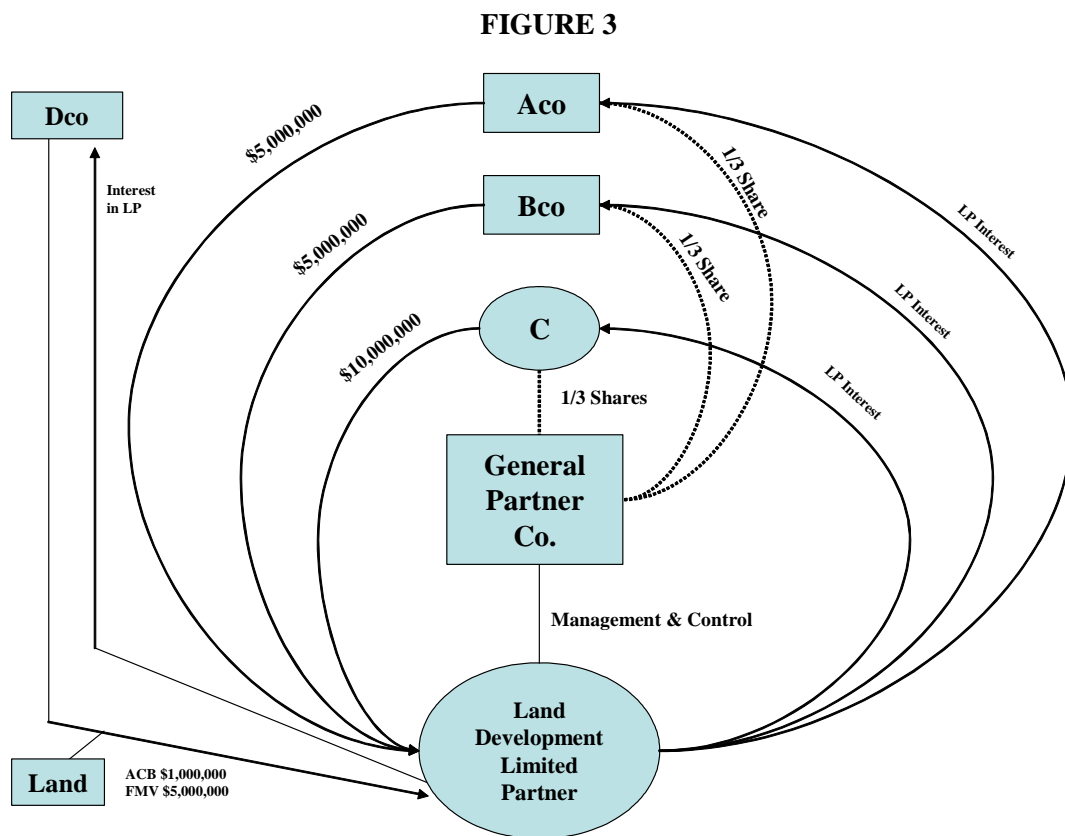 FIGURE 3
Dco
Aco
$5,000,000
1/3 Share
Interest
in LP
Bco
$5,000,000
1/3 Share
LP Interest
LP Interest
C
$10,000,000
LP Interest
1/3 Shares
General
Partner
Co.
Management & Control
Land
Development
Limited
Partner
Land
ACB $1,000,000
FMV $5,000,000